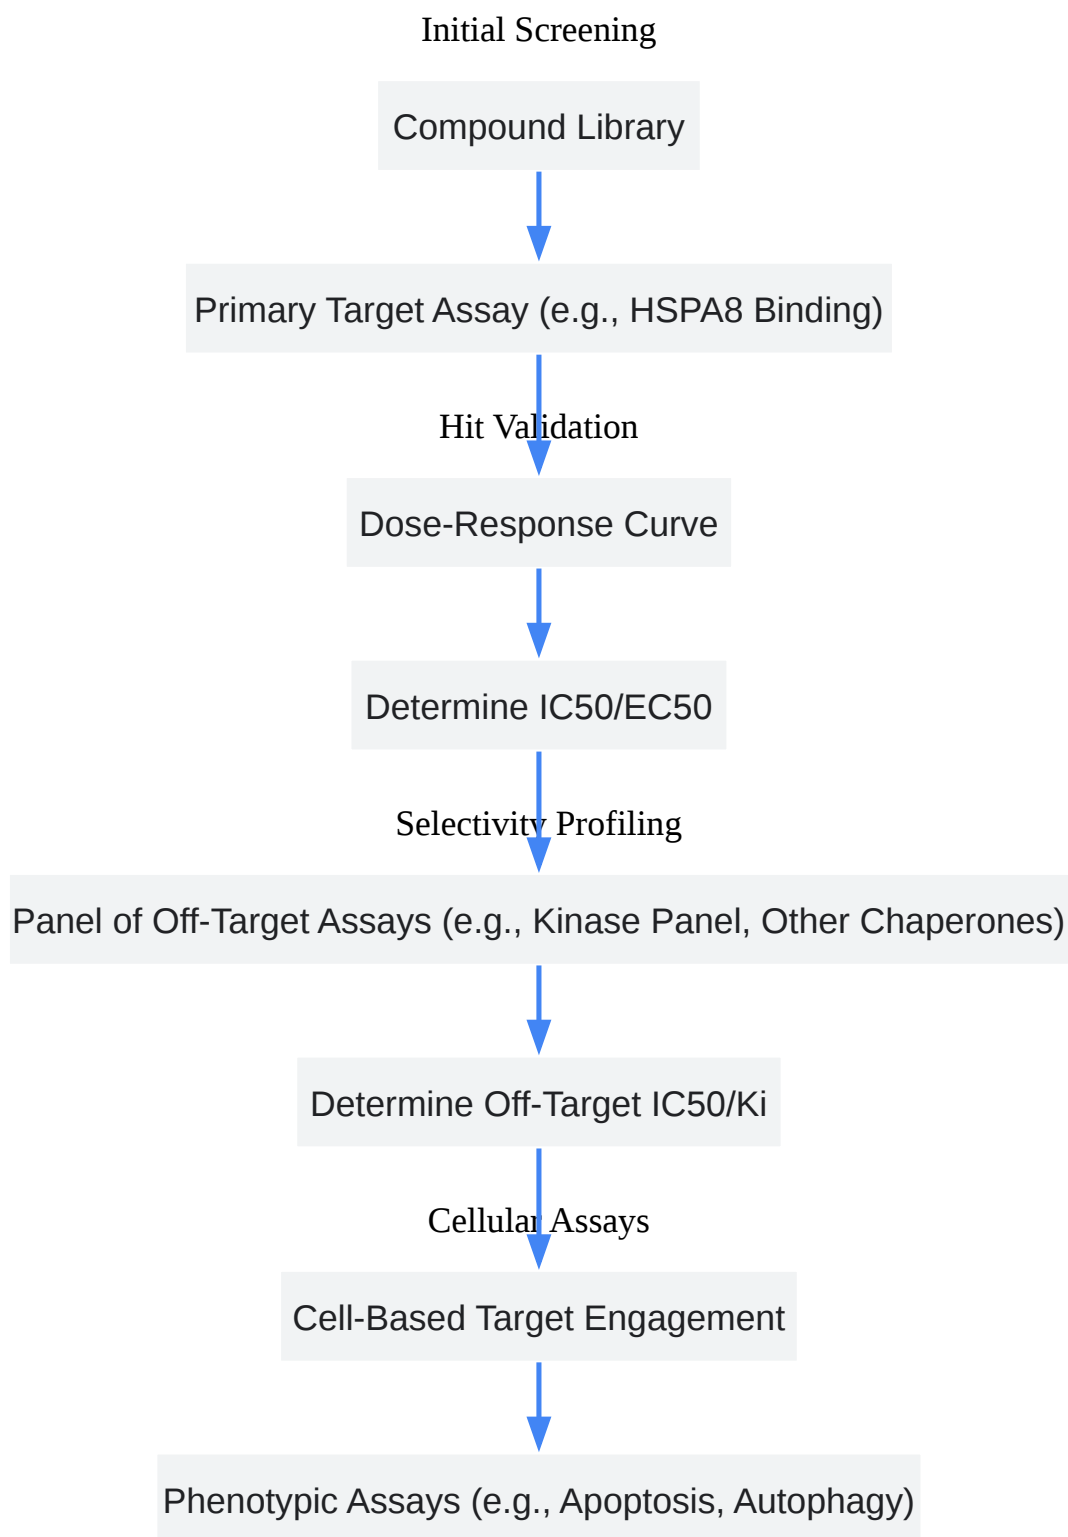 Initial Screening
Compound Library
Primary Target Assay (e.g., HSPA8 Binding)
Hit Validation
Dose-Response Curve
Determine IC50/EC50
Selectivity Profiling
Panel of Off-Target Assays (e.g., Kinase Panel, Other Chaperones)
Determine Off-Target IC50/Ki
Cellular Assays
Cell-Based Target Engagement
Phenotypic Assays (e.g., Apoptosis, Autophagy)